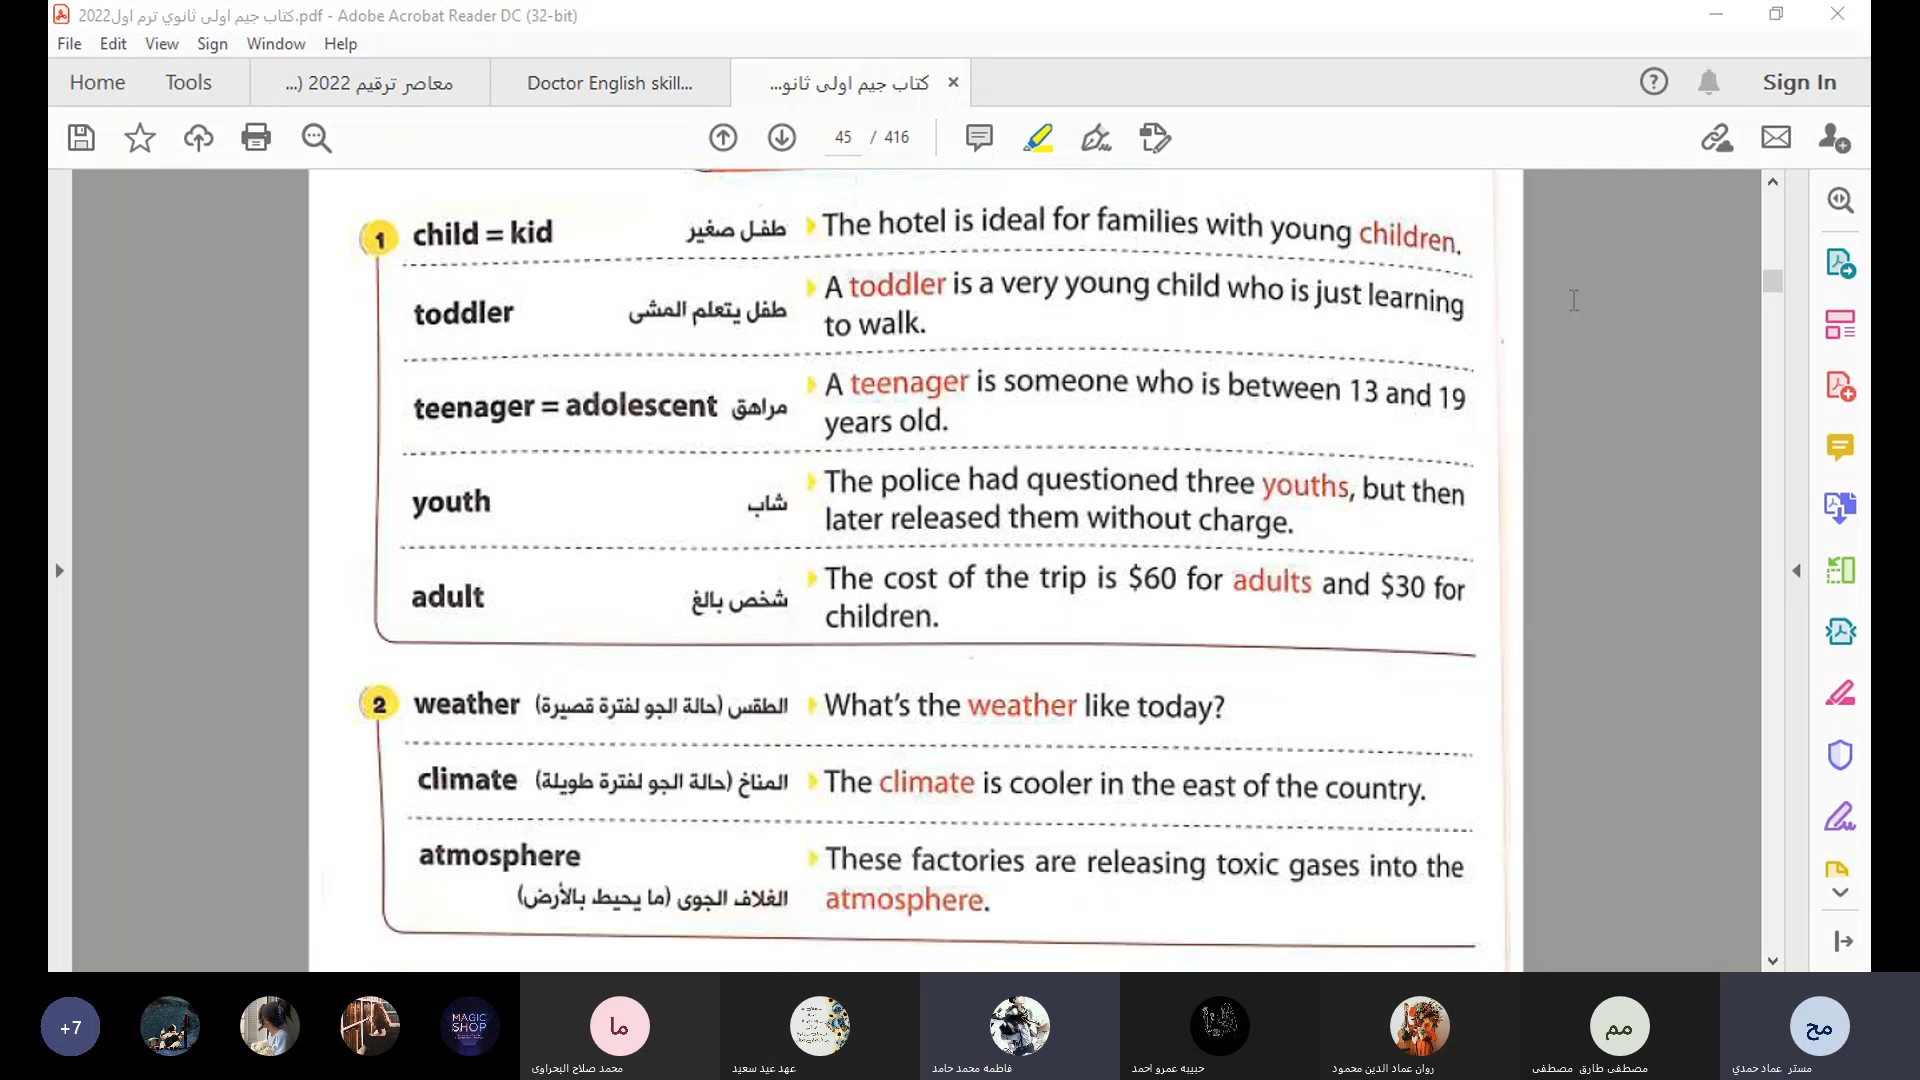 كتاب جيم اولى ثانوي ترم اول2022.pdf - Adobe Acrobat Reader DC (32-bit)
File Edit View Sign Window Help
Home Tools معاصر ترقيم 2022 (... Doctor English skill... كتاب جيم اولى ثانو... Sign In
45 / 416
1 child = kid طفل صغير The hotel is ideal for families with young children.
toddler طفل يتعلم المشى A toddler is a very young child who is just learning
to walk.
teenager = adolescent مراهق A teenager is someone who is between 13 and 19
years old.
youth شاب The police had questioned three youths, but then
later released them without charge.
adult شخص بالغ The cost of the trip is $60 for adults and $30 for
children.
2 weather الطقس (حالة الجو لفترة قصيرة) What's the weather like today?
climate المناخ (حالة الجو لفترة طويلة) The climate is cooler in the east of the country.
atmosphere These factories are releasing toxic gases into the
الغلاف الجوى (ما يحيط بالأرض) atmosphere.
+7 MAGIC SHOP ما مم مح
محمد صلاح البحراوى عهد عيد سعيد فاطمه محمد حامد حبيبه عمرو احمد روان عماد الدين محمود مصطفى طارق مصطفى مستر عماد حمدي